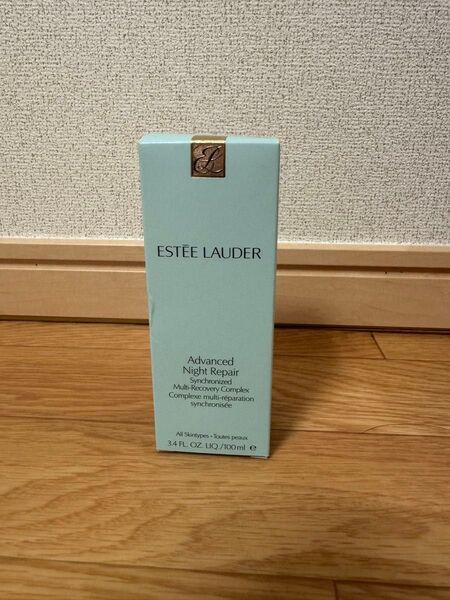 EL
ESTĒE LAUDER
Advanced
Night Repair
Synchronized
Multi-Recovery Complex
Complexe multi-réparation
synchronisée
All Skintypes • Toutes peaux
3.4 FL. OZ. LIQ./100 ml ℮